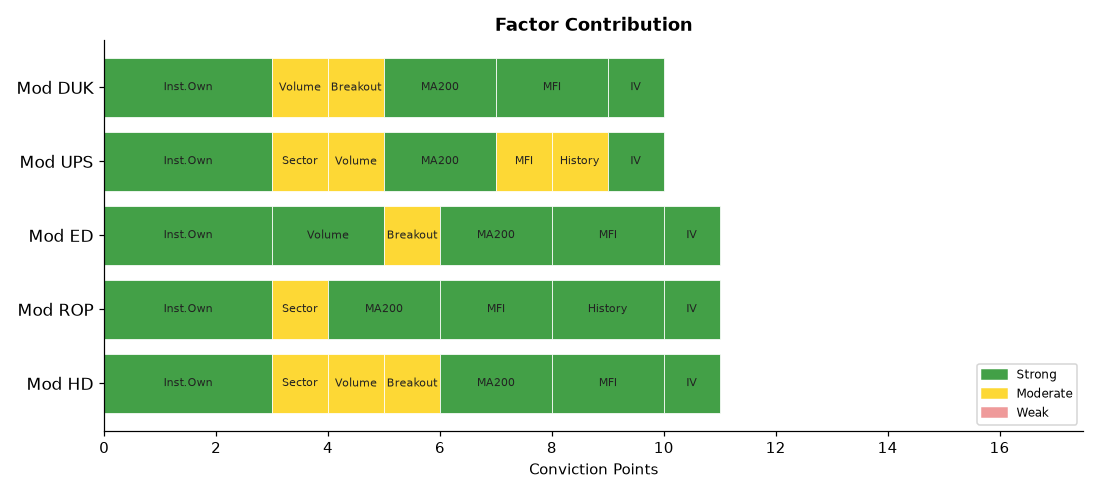 Factor Contribution
Mod DUK Inst.Own Volume Breakout MA200 MFI IV
Mod UPS Inst.Own Sector Volume MA200 MFI History IV
Mod ED Inst.Own Volume Breakout MA200 MFI IV
Mod ROP Inst.Own Sector MA200 MFI History IV
Mod HD Inst.Own Sector Volume Breakout MA200 MFI IV
Strong
Moderate
Weak
0 2 4 6 8 10 12 14 16
Conviction Points